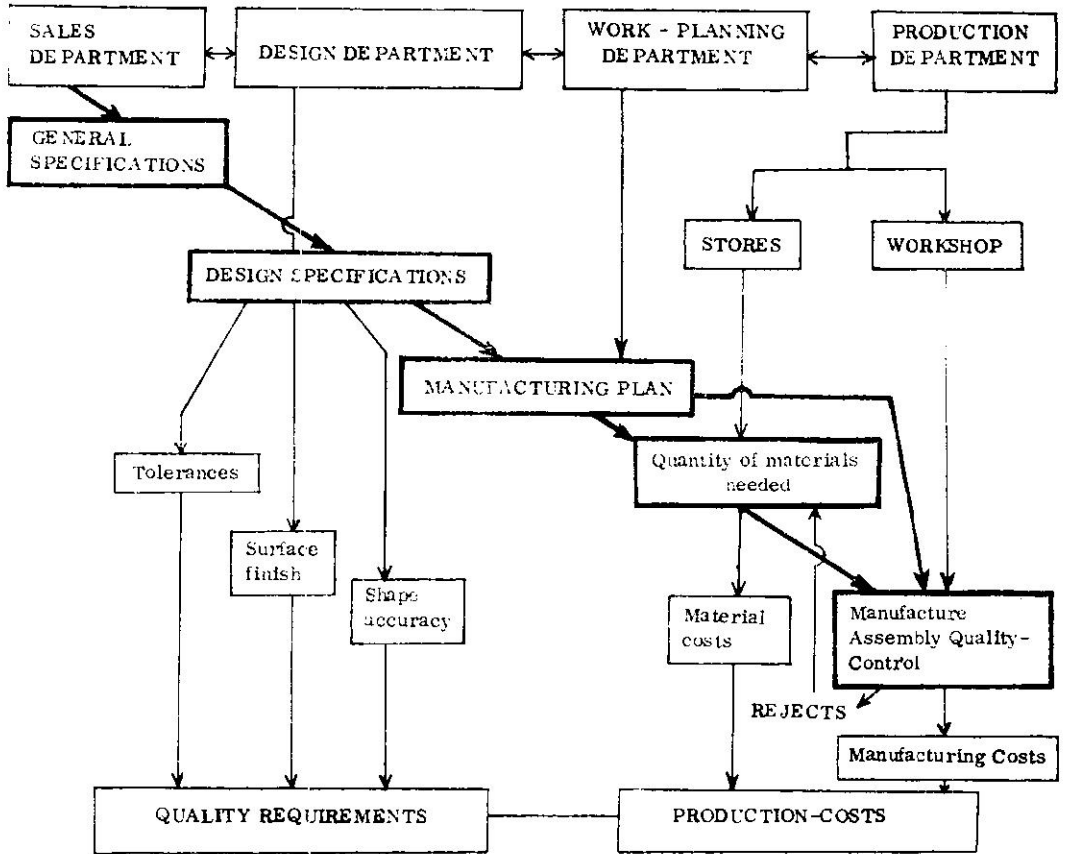 SALES
DEPARTMENT
DESIGN DEPARTMENT
WORK - PLANNING
DEPARTMENT
PRODUCTION
DEPARTMENT
GENERAL
SPECIFICATIONS
STORES
WORKSHOP
DESIGN SPECIFICATIONS
MANUFACTURING PLAN
Tolerances
Quantity of materials
needed
Surface
finish
Shape
accuracy
Material
costs
Manufacture
Assembly Quality-
Control
REJECTS
Manufacturing Costs
QUALITY REQUIREMENTS
PRODUCTION-COSTS